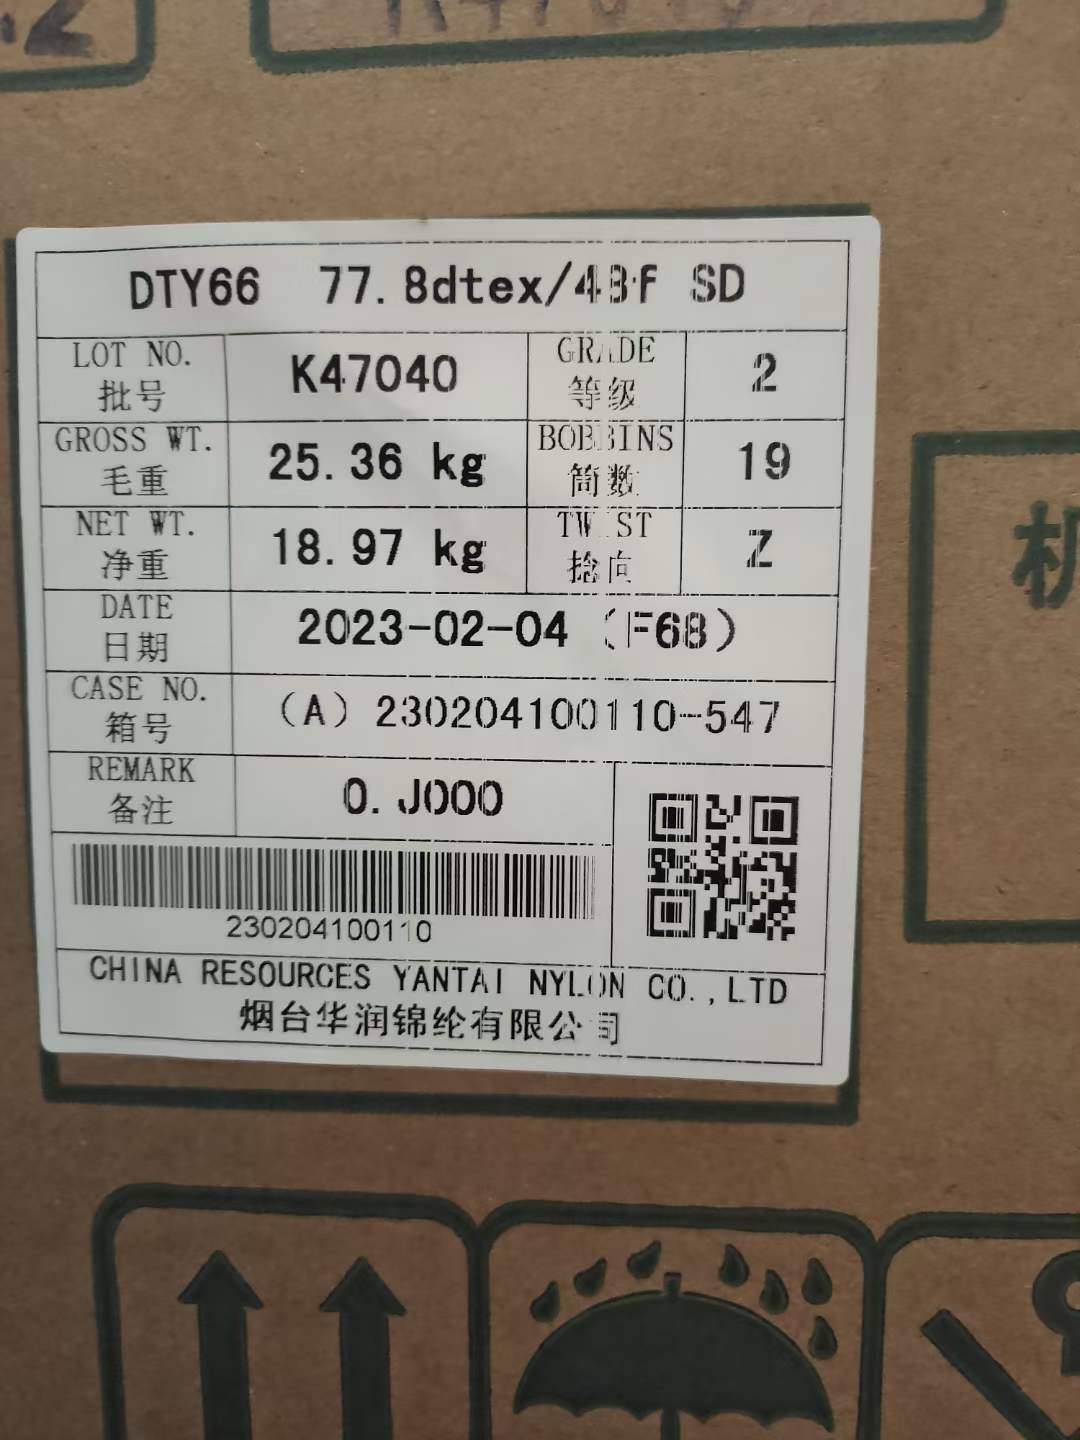 K47040
DTY66 77.8dtex/48f SD
LOT NO. K47040 GRADE 2
批号 等级
GROSS WT. 25.36 kg BOBBINS 19
毛重 筒数
NET WT. 18.97 kg TWIST Z
净重 捻向
DATE 2023-02-04 (F68)
日期
CASE NO. (A) 230204100110-547
箱号
REMARK 0.J000
备注
230204100110
CHINA RESOURCES YANTAI NYLON CO.,LTD
烟台华润锦纶有限公司
机